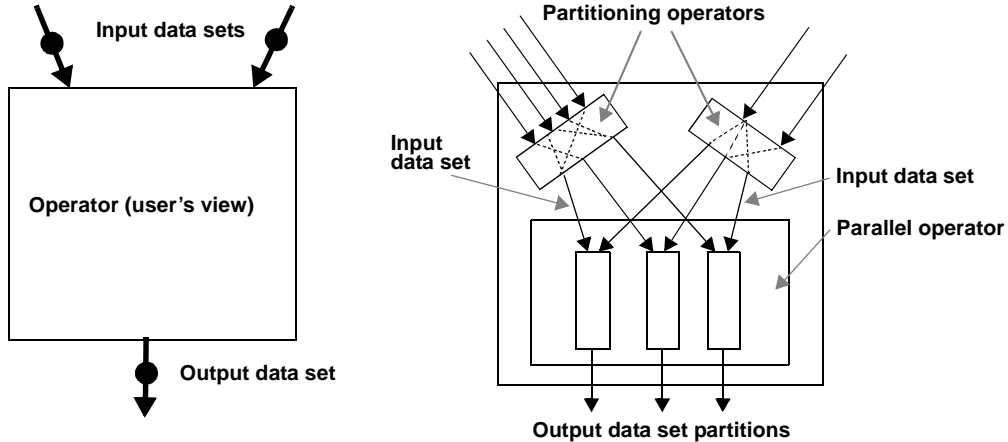 Input data sets
Operator (user's view)
Output data set
Partitioning operators
Input
data set
Input data set
Parallel operator
Output data set partitions